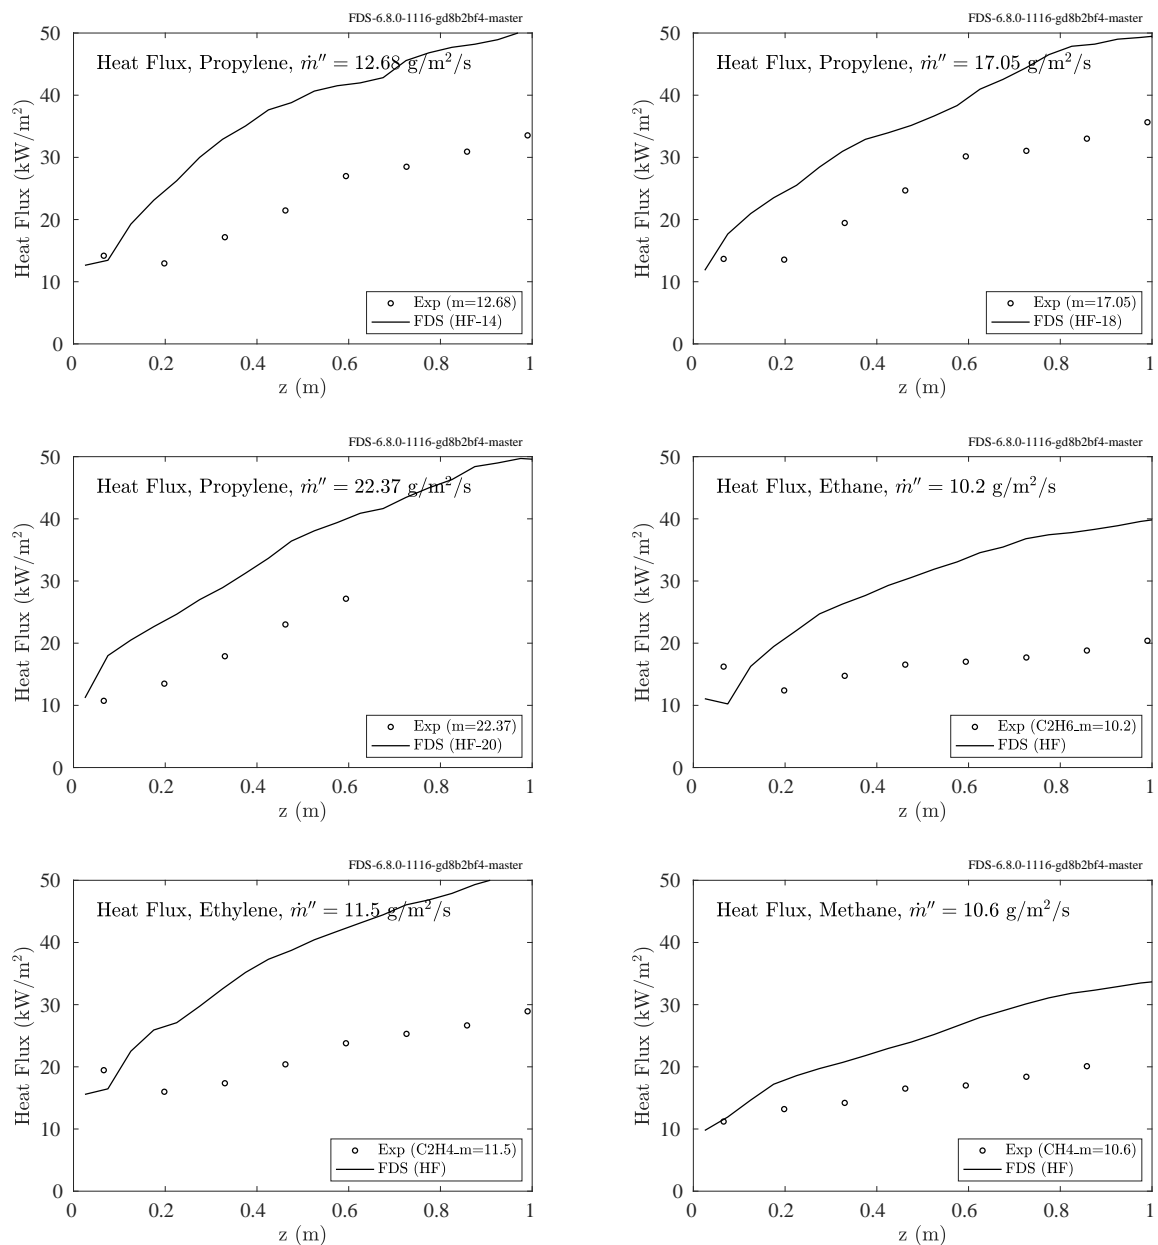 FDS-6.8.0-1116-gd8b2bf4-master
Heat Flux, Propylene, ṁ″ = 12.68 g/m²/s
Heat Flux (kW/m²)
50
40
30
20
10
0
Exp (m=12.68)
FDS (HF-14)
0 0.2 0.4 0.6 0.8 1
z (m)
FDS-6.8.0-1116-gd8b2bf4-master
Heat Flux, Propylene, ṁ″ = 17.05 g/m²/s
Heat Flux (kW/m²)
50
40
30
20
10
0
Exp (m=17.05)
FDS (HF-18)
0 0.2 0.4 0.6 0.8 1
z (m)
FDS-6.8.0-1116-gd8b2bf4-master
Heat Flux, Propylene, ṁ″ = 22.37 g/m²/s
Heat Flux (kW/m²)
50
40
30
20
10
0
Exp (m=22.37)
FDS (HF-20)
0 0.2 0.4 0.6 0.8 1
z (m)
FDS-6.8.0-1116-gd8b2bf4-master
Heat Flux, Ethane, ṁ″ = 10.2 g/m²/s
Heat Flux (kW/m²)
50
40
30
20
10
0
Exp (C2H6_m=10.2)
FDS (HF)
0 0.2 0.4 0.6 0.8 1
z (m)
FDS-6.8.0-1116-gd8b2bf4-master
Heat Flux, Ethylene, ṁ″ = 11.5 g/m²/s
Heat Flux (kW/m²)
50
40
30
20
10
0
Exp (C2H4_m=11.5)
FDS (HF)
0 0.2 0.4 0.6 0.8 1
z (m)
FDS-6.8.0-1116-gd8b2bf4-master
Heat Flux, Methane, ṁ″ = 10.6 g/m²/s
Heat Flux (kW/m²)
50
40
30
20
10
0
Exp (CH4_m=10.6)
FDS (HF)
0 0.2 0.4 0.6 0.8 1
z (m)